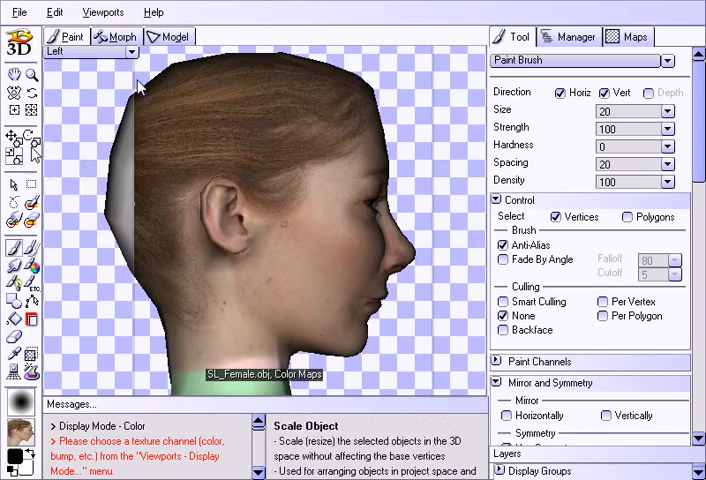 File Edit Viewports Help
3D
Paint Morph Model
Left
Tool Manager Maps
Paint Brush
Direction Horiz Vert Depth
Size 20
Strength 100
Hardness 0
Spacing 20
Density 100
Control
Select Vertices Polygons
Brush
Anti-Alias
Fade By Angle Falloff 80
Cutoff 5
Culling
Smart Culling Per Vertex
None Per Polygon
Backface
Paint Channels
Mirror and Symmetry
Mirror
Horizontally Vertically
Symmetry
Layers
Display Groups
ETC
SL_Female.obj, Color Maps
Messages...
> Display Mode - Color
> Please choose a texture channel (color,
bump, etc.) from the "Viewports - Display
Mode..." menu.
Scale Object
- Scale (resize) the selected objects in the 3D
space without affecting the base vertices
- Used for arranging objects in project space and